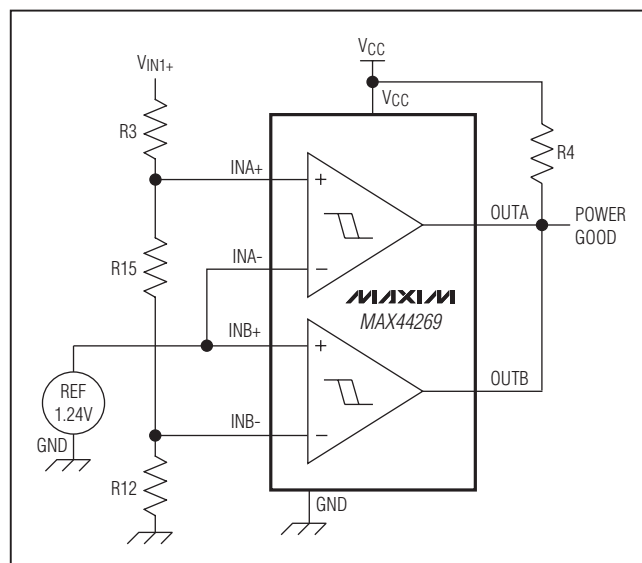 VCC
VIN1+
VCC
R3
R4
INA+
OUTA
POWER
GOOD
R15
INA-
MAXIM
MAX44269
INB+
REF
1.24V
OUTB
GND
INB-
R12
GND